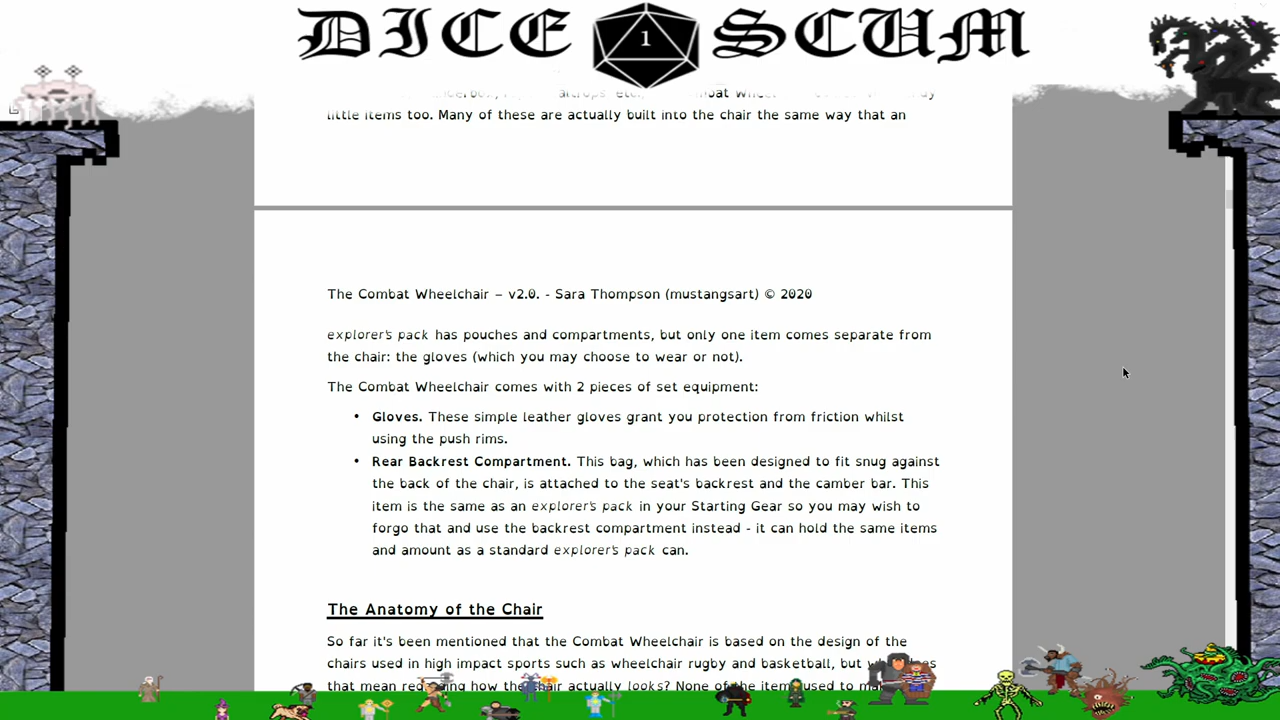 DICE 1 SCUM
little items too. Many of these are actually built into the chair the same way that an
The Combat Wheelchair – v2.0. - Sara Thompson (mustangsart) © 2020
explorer's pack has pouches and compartments, but only one item comes separate from
the chair: the gloves (which you may choose to wear or not).
The Combat Wheelchair comes with 2 pieces of set equipment:
• Gloves. These simple leather gloves grant you protection from friction whilst
using the push rims.
• Rear Backrest Compartment. This bag, which has been designed to fit snug against
the back of the chair, is attached to the seat's backrest and the camber bar. This
item is the same as an explorer's pack in your Starting Gear so you may wish to
forgo that and use the backrest compartment instead - it can hold the same items
and amount as a standard explorer's pack can.
The Anatomy of the Chair
So far it's been mentioned that the Combat Wheelchair is based on the design of the
chairs used in high impact sports such as wheelchair rugby and basketball, but
that mean how the chair actually looks? None of the items used to